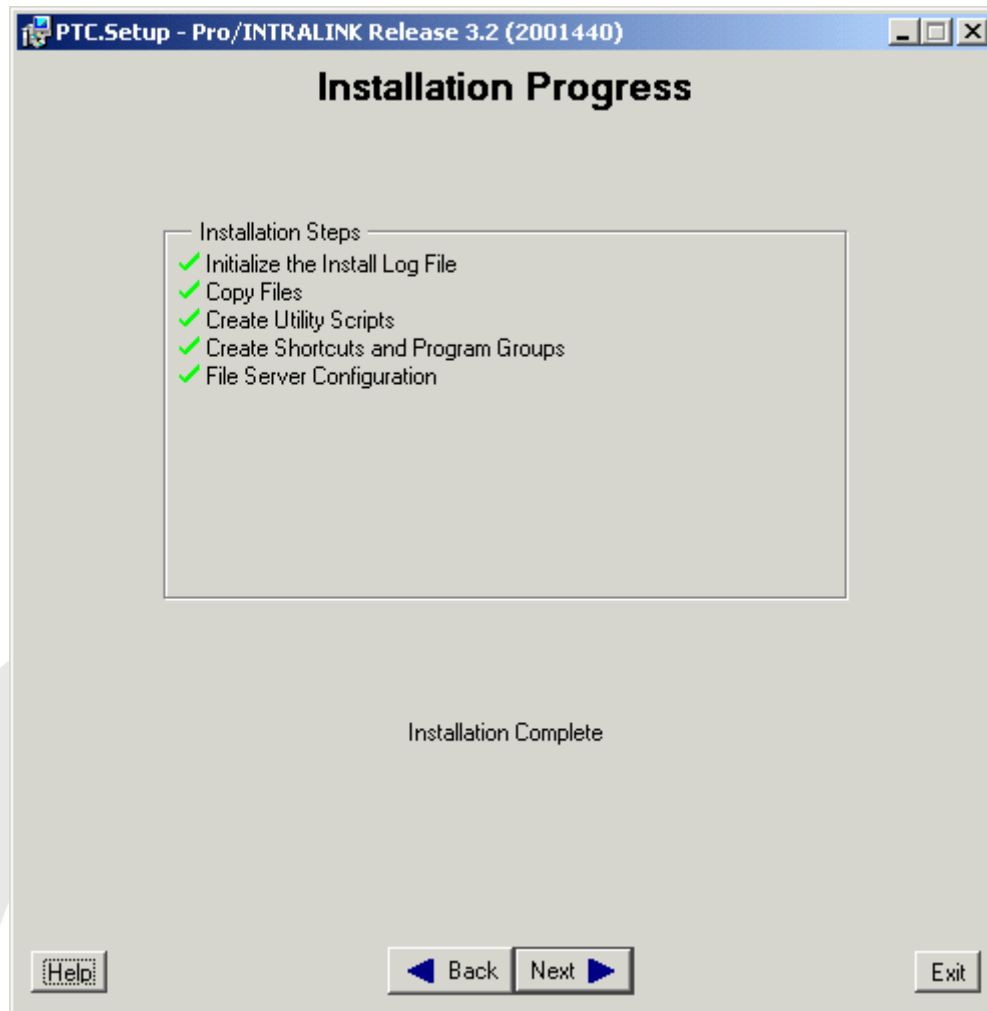 PTC.Setup - Pro/INTRALINK Release 3.2 (2001440)
Installation Progress
Installation Steps
Initialize the Install Log File
Copy Files
Create Utility Scripts
Create Shortcuts and Program Groups
File Server Configuration
Installation Complete
Help Back Next Exit